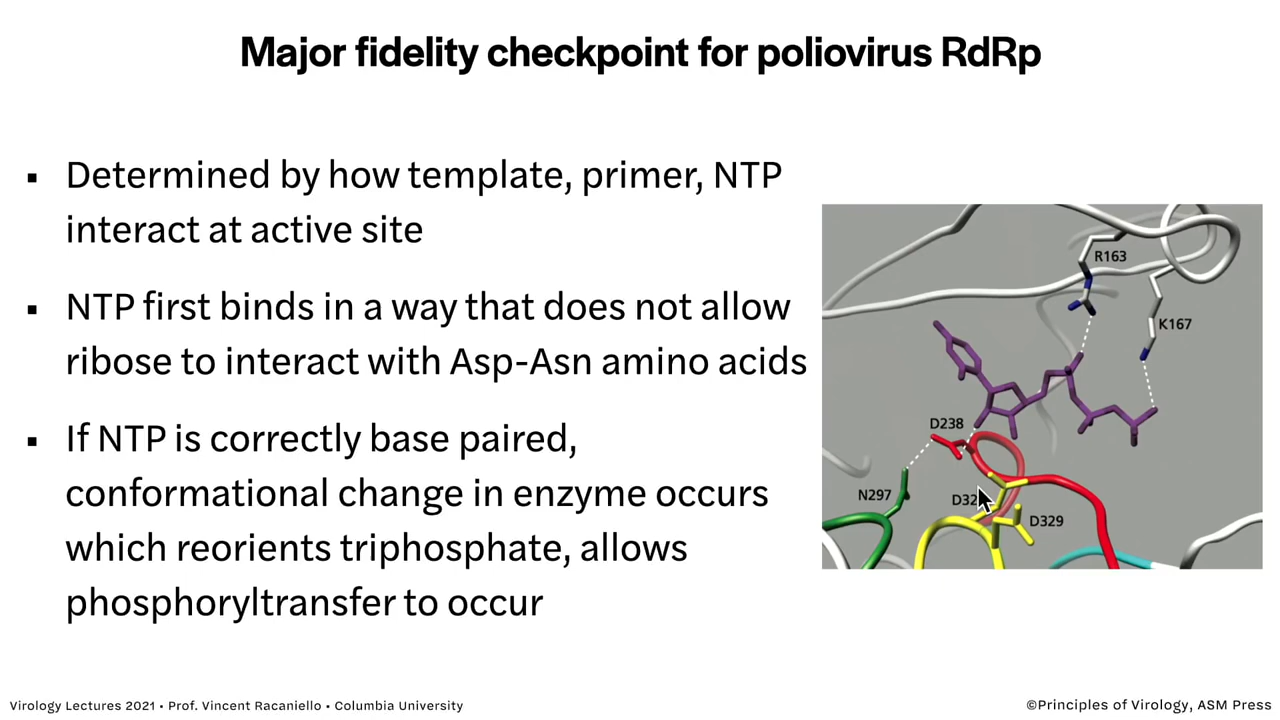 Major fidelity checkpoint for poliovirus RdRp
▪ Determined by how template, primer, NTP
interact at active site
▪ NTP first binds in a way that does not allow
ribose to interact with Asp-Asn amino acids
▪ If NTP is correctly base paired,
conformational change in enzyme occurs
which reorients triphosphate, allows
phosphoryltransfer to occur
R163
K167
D238
N297
D329
Virology Lectures 2021 • Prof. Vincent Racaniello • Columbia University
©Principles of Virology, ASM Press